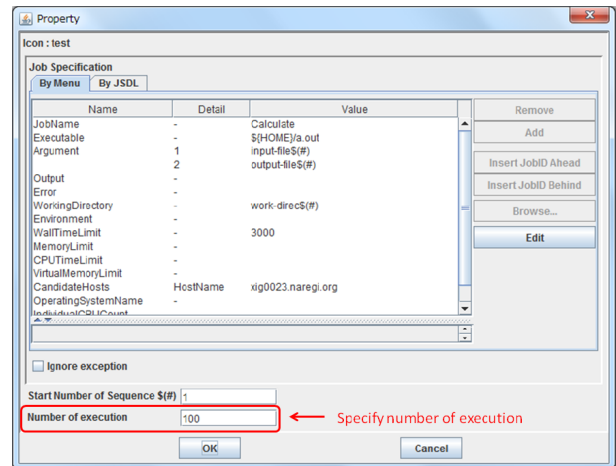 Property
Icon : test
Job Specification
By Menu By JSDL
Name Detail Value
JobName - Calculate
Executable - ${HOME}/a.out
Argument 1 input-file$(#)
2 output-file$(#)
Output -
Error -
WorkingDirectory - work-direc$(#)
Environment -
WallTimeLimit - 3000
MemoryLimit -
CPUTimeLimit -
VirtualMemoryLimit -
CandidateHosts HostName xig0023.naregi.org
OperatingSystemName -
IndividualCPUCount
Remove
Add
Insert JobID Ahead
Insert JobID Behind
Browse...
Edit
Ignore exception
Start Number of Sequence $(#) 1
Number of execution 100
Specify number of execution
OK Cancel